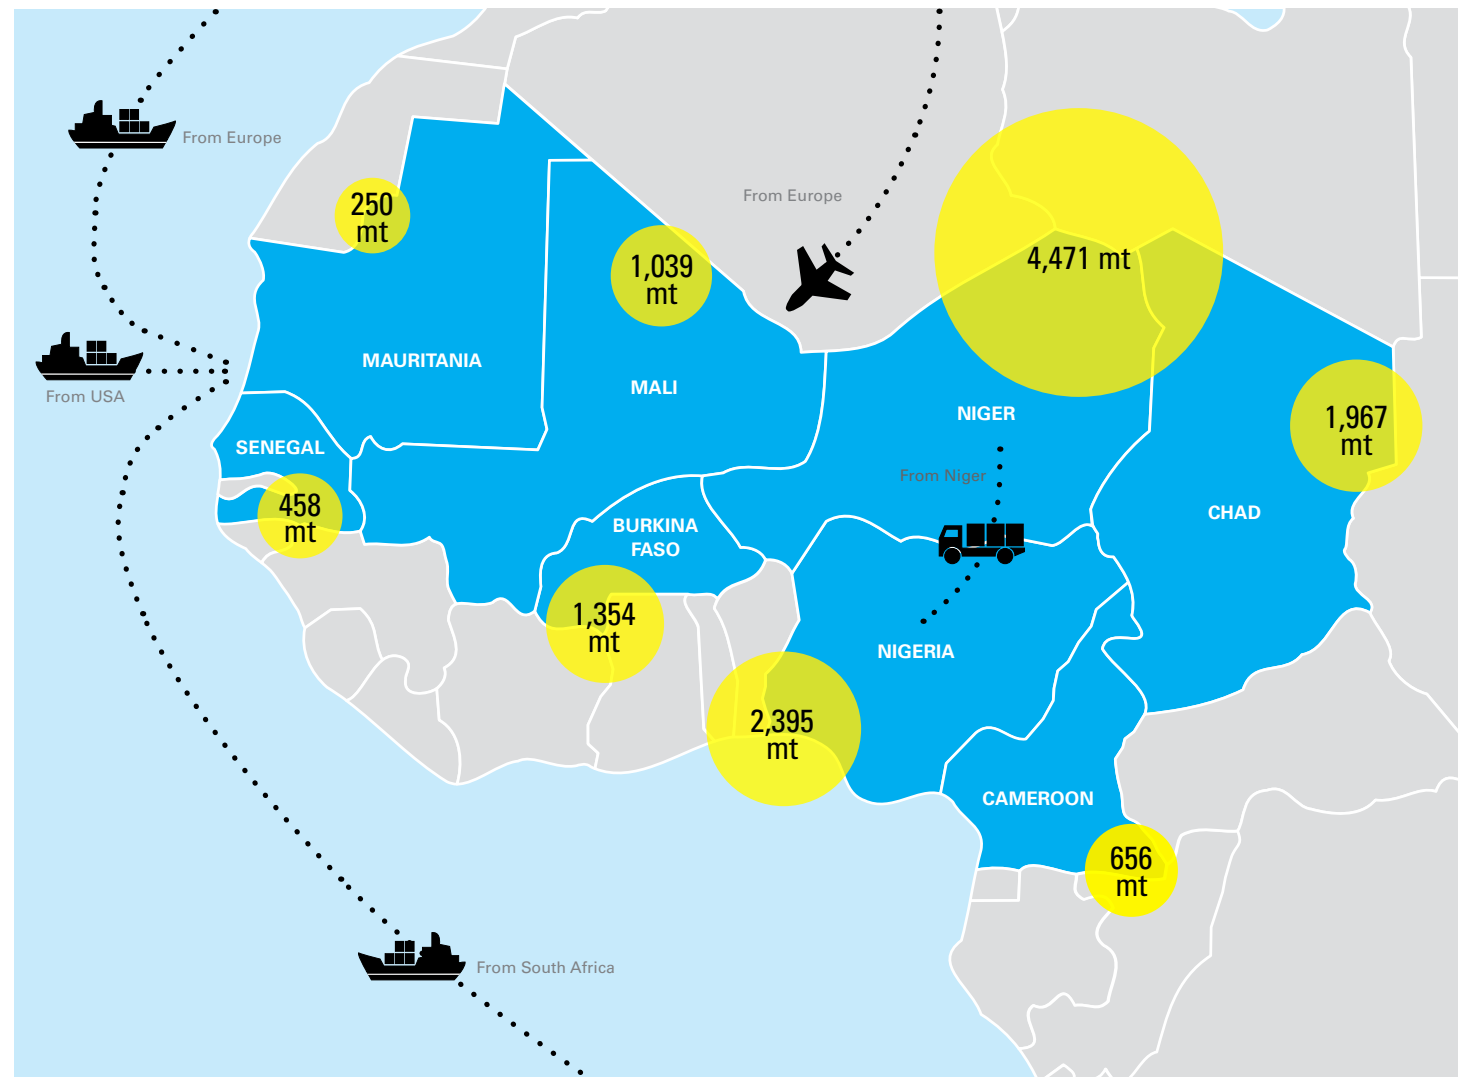 From Europe
From Europe
250
mt
1,039
mt
4,471 mt
MAURITANIA
MALI
From USA
NIGER
1,967
mt
SENEGAL
From Niger
458
mt
BURKINA
FASO
CHAD
1,354
mt
NIGERIA
2,395
mt
CAMEROON
656
mt
From South Africa